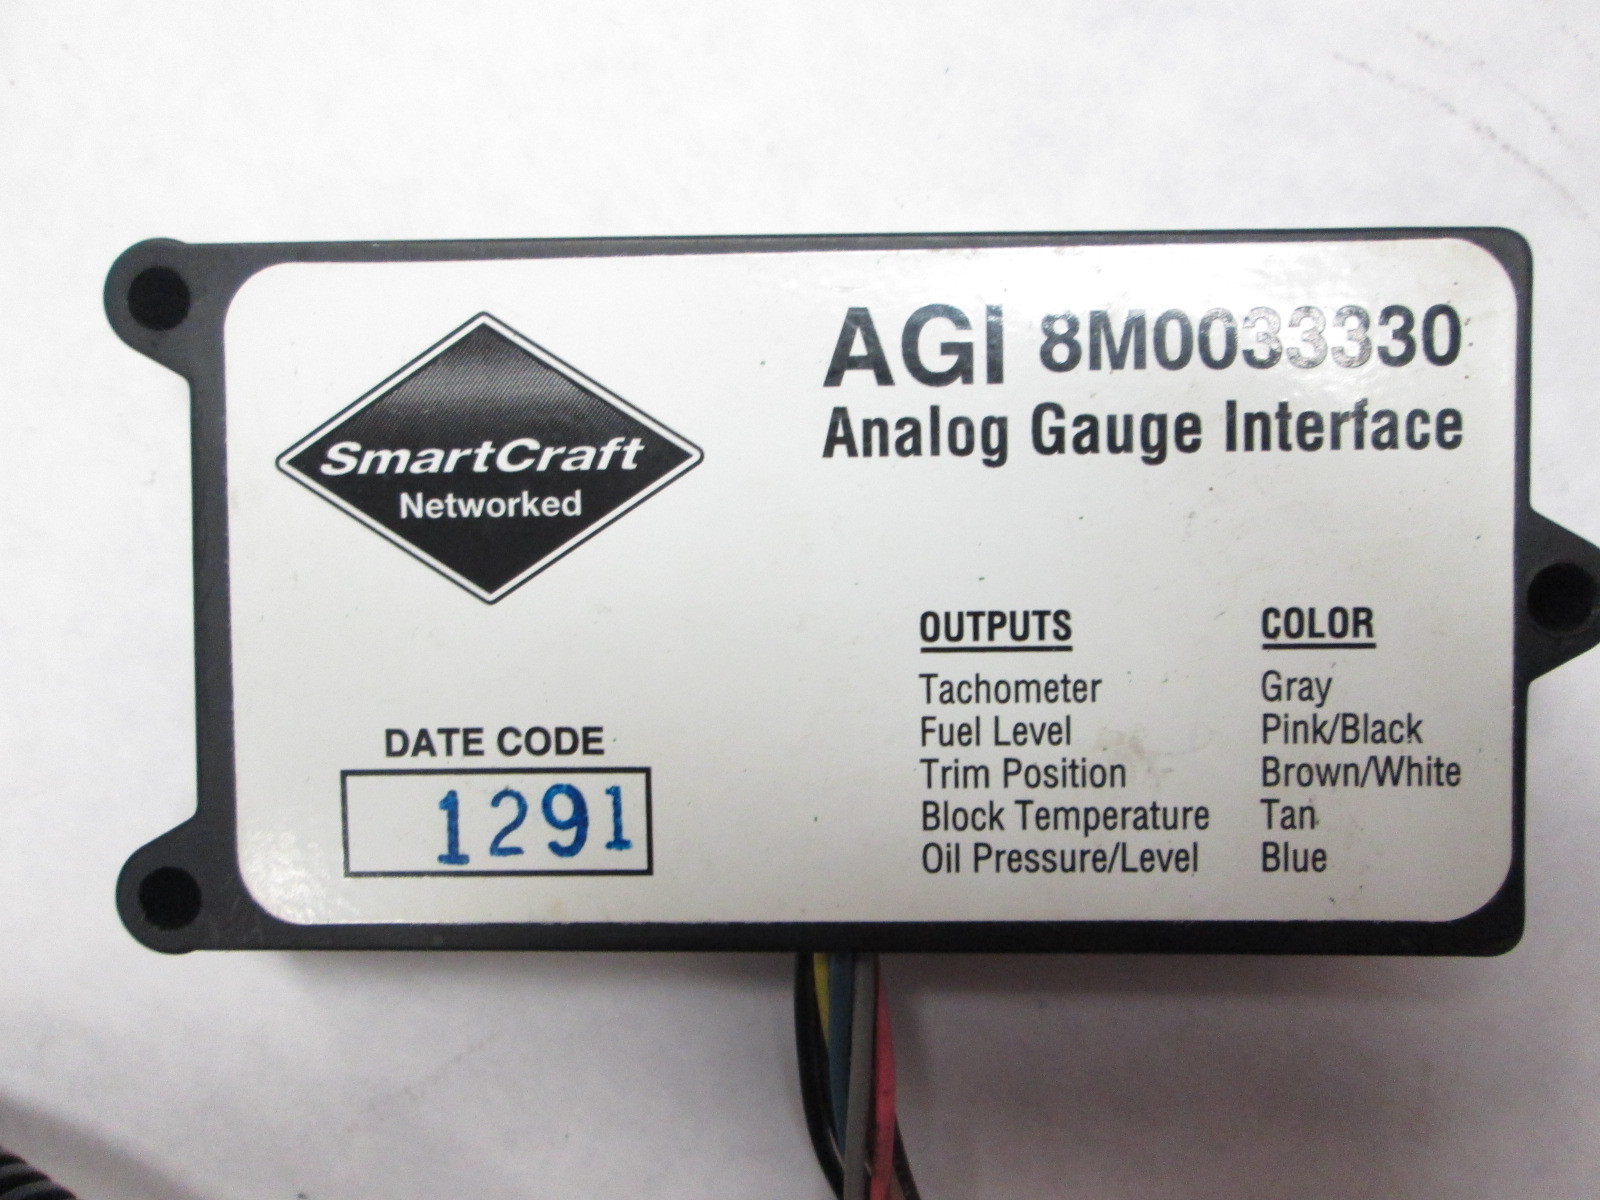 SmartCraft
Networked
AGI 8M0033330
Analog Gauge Interface
OUTPUTS COLOR
Tachometer Gray
Fuel Level Pink/Black
Trim Position Brown/White
Block Temperature Tan
Oil Pressure/Level Blue
DATE CODE
1291